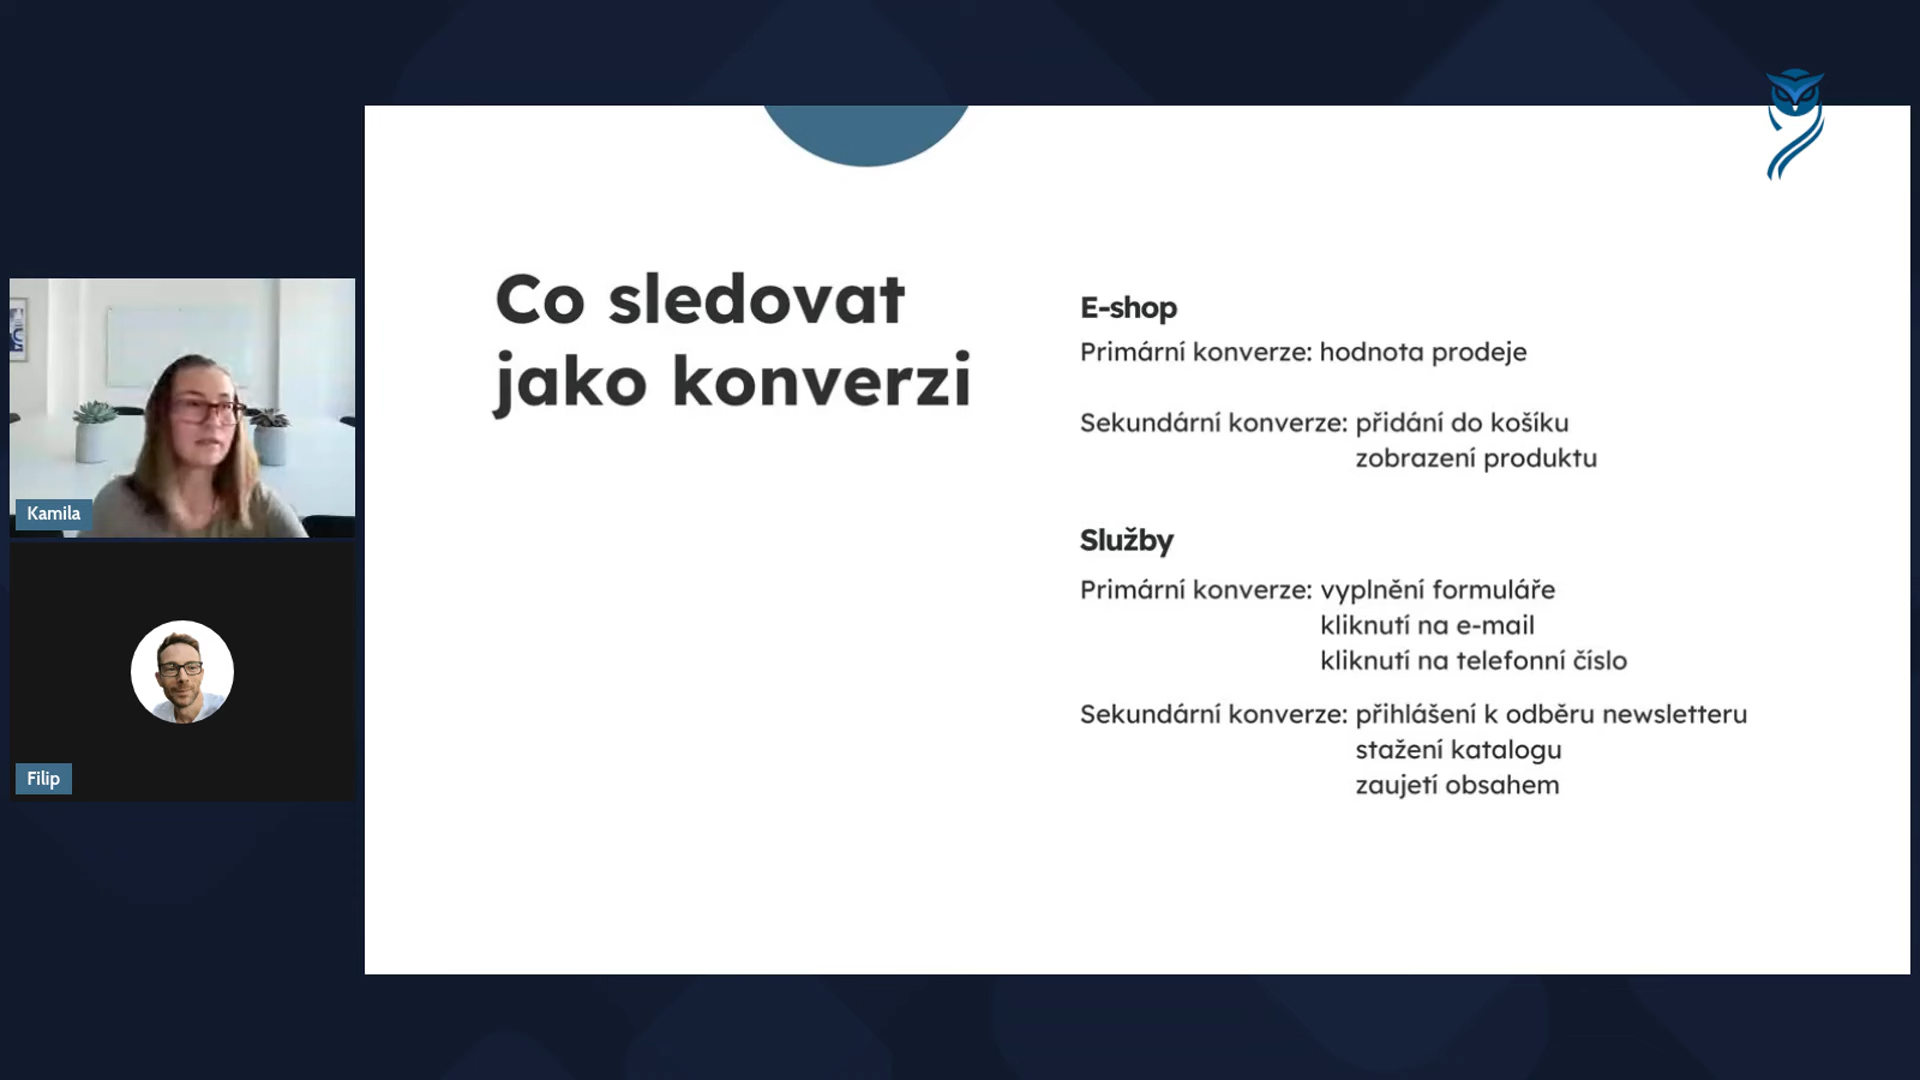 Co sledovat
jako konverzi
E-shop
Primární konverze: hodnota prodeje
Sekundární konverze: přidání do košíku
zobrazení produktu
Služby
Primární konverze: vyplnění formuláře
kliknutí na e-mail
kliknutí na telefonní číslo
Sekundární konverze: přihlášení k odběru newsletteru
stažení katalogu
zaujetí obsahem
Kamila
Filip